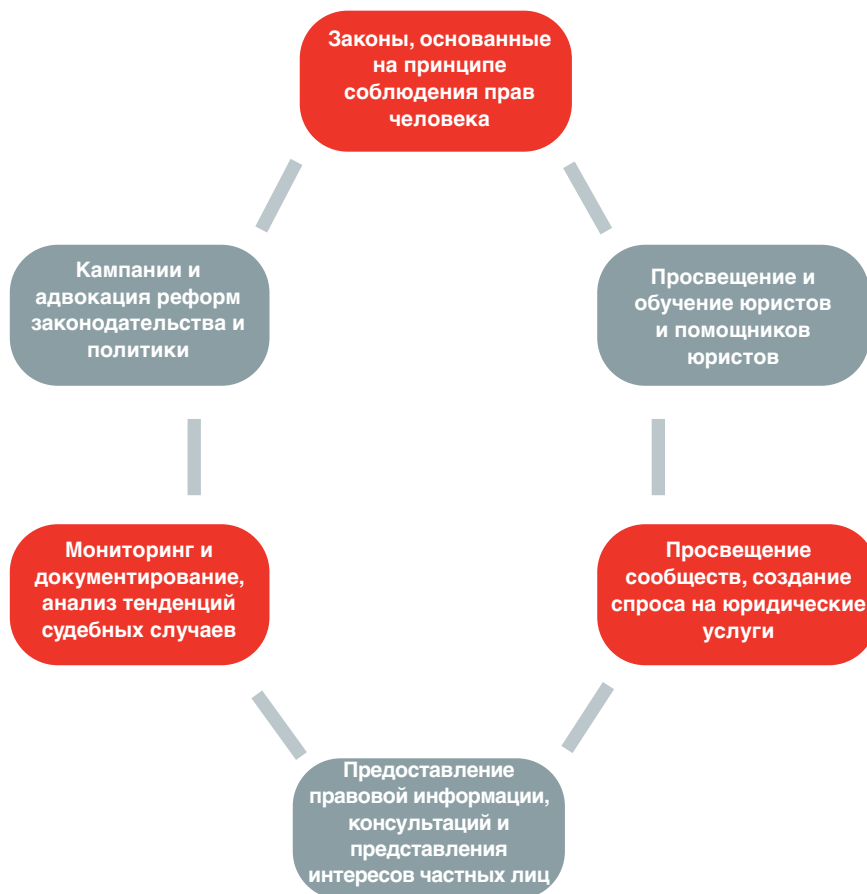 Законы, основанные
на принципе
соблюдения прав
человека
Кампании и
адвокация реформ
законодательства и
политики
Просвещение и
обучение юристов
и помощников
юристов
Мониторинг и
документирование,
анализ тенденций
судебных случаев
Просвещение
сообществ, создание
спроса на юридические
услуги
Предоставление
правовой информации,
консультаций и
представления
интересов частных лиц